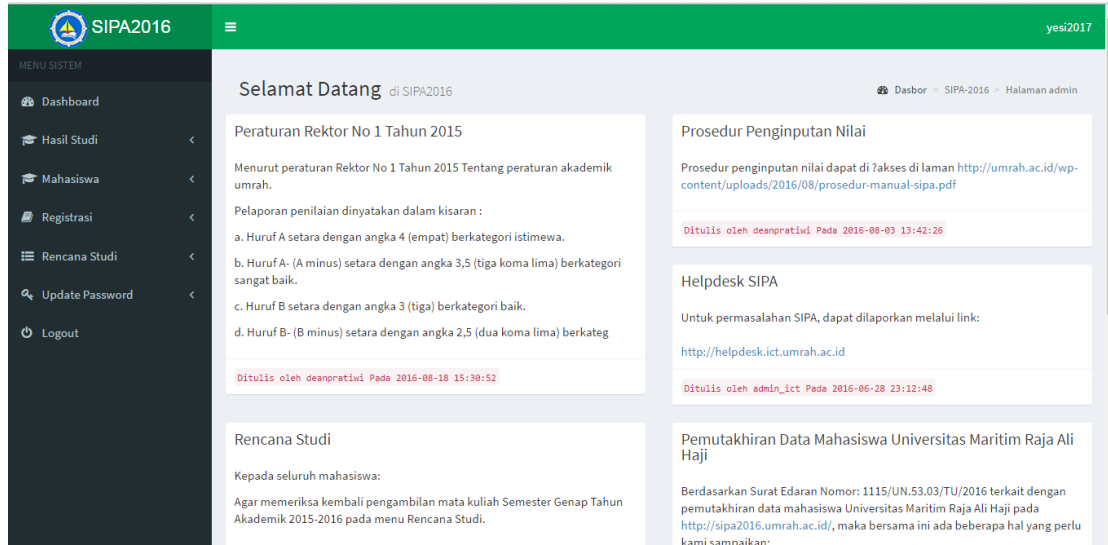 SIPA2016
yesi2017
MENU SISTEM
Dashboard
Hasil Studi
Mahasiswa
Registrasi
Rencana Studi
Update Password
Logout
Selamat Datang di SIPA2016
Dasbor > SIPA-2016 > Halaman admin
Peraturan Rektor No 1 Tahun 2015
Menurut peraturan Rektor No 1 Tahun 2015 Tentang peraturan akademik
umrah.
Pelaporan penilaian dinyatakan dalam kisaran :
a. Huruf A setara dengan angka 4 (empat) berkategori istimewa.
b. Huruf A- (A minus) setara dengan angka 3,5 (tiga koma lima) berkategori
sangat baik.
c. Huruf B setara dengan angka 3 (tiga) berkategori baik.
d. Huruf B- (B minus) setara dengan angka 2,5 (dua koma lima) berkateg
Ditulis oleh deanpratiwi Pada 2016-08-18 15:30:52
Rencana Studi
Kepada seluruh mahasiswa:
Agar memeriksa kembali pengambilan mata kuliah Semester Genap Tahun
Akademik 2015-2016 pada menu Rencana Studi.
Prosedur Penginputan Nilai
Prosedur penginputan nilai dapat di ?akses di laman http://umrah.ac.id/wp-
content/uploads/2016/08/prosedur-manual-sipa.pdf
Ditulis oleh deanpratiwi Pada 2016-08-03 13:42:26
Helpdesk SIPA
Untuk permasalahan SIPA, dapat dilaporkan melalui link:
http://helpdesk.ict.umrah.ac.id
Ditulis oleh admin_ict Pada 2016-06-28 23:12:48
Pemutakhiran Data Mahasiswa Universitas Maritim Raja Ali
Haji
Berdasarkan Surat Edaran Nomor: 1115/UN.53.03/TU/2016 terkait dengan
pemutakhiran data mahasiswa Universitas Maritim Raja Ali Haji pada
http://sipa2016.umrah.ac.id/, maka bersama ini ada beberapa hal yang perlu
kami sampaikan: